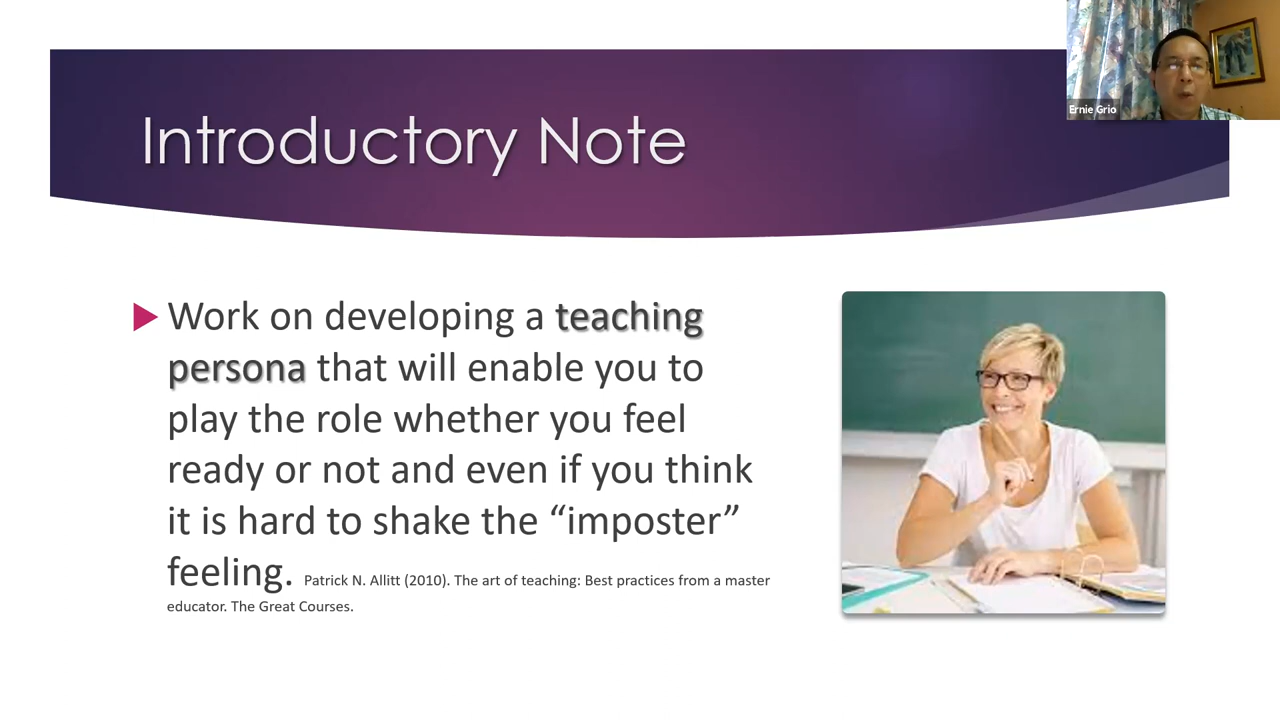 Introductory Note
Ernie Grio
Work on developing a teaching
persona that will enable you to
play the role whether you feel
ready or not and even if you think
it is hard to shake the “imposter”
feeling. Patrick N. Allitt (2010). The art of teaching: Best practices from a master
educator. The Great Courses.